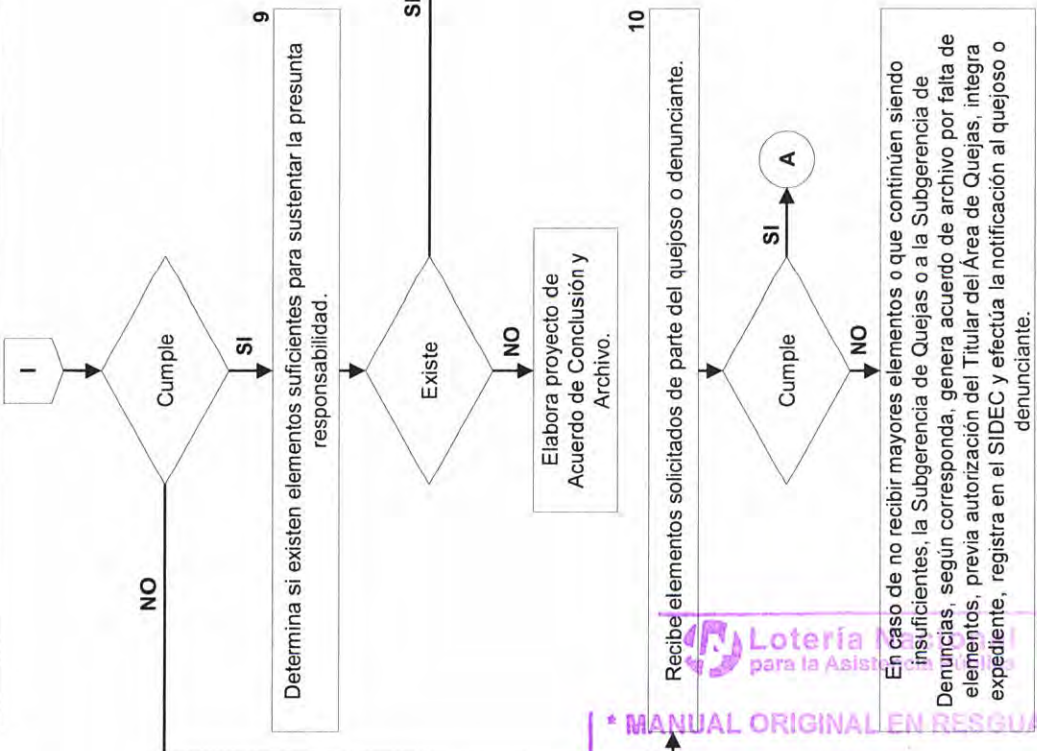 I
Cumple
NO
SI
9
Determina si existen elementos suficientes para sustentar la presunta
responsabilidad.
Existe
SI
NO
Elabora proyecto de
Acuerdo de Conclusión y
Archivo.
10
Recibe elementos solicitados de parte del quejoso o denunciante.
Cumple
SI
A
NO
En caso de no recibir mayores elementos o que continúen siendo
insuficientes, la Subgerencia de Quejas o a la Subgerencia de
Denuncias, según corresponda, genera acuerdo de archivo por falta de
elementos, previa autorización del Titular del Área de Quejas, integra
expediente, registra en el SIDEC y efectúa la notificación al quejoso o
denunciante.
Lotería Nacional
para la Asistencia Pública
* MANUAL ORIGINAL EN RESGUA